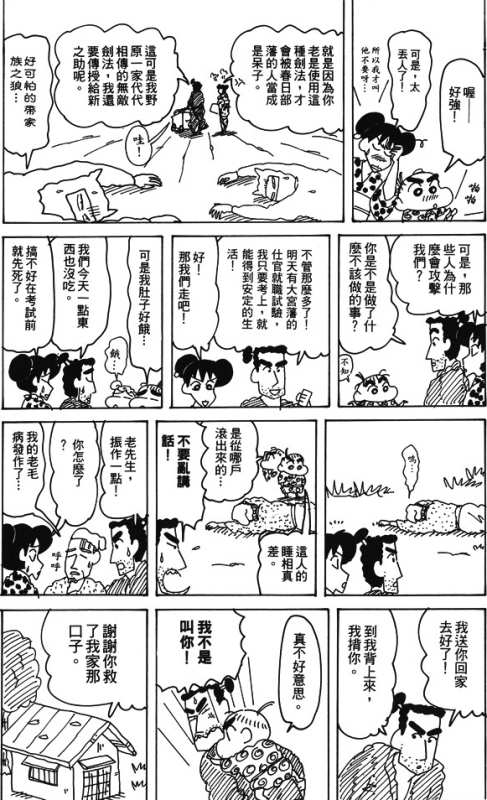 喔—
好強！
可是，太
丟人了！
所以我才叫
他不要呀…
就是因為你
老是使用這
種劍法，才
會被春日部
藩的人當成
是呆子。
這可是我野
原一家代代
相傳的無敵
劍法，我還
要傳授給新
之助呢。
哇！
好可怕的帶家
族之狼…
可是，那
些人為什
麼會攻擊
我們？
你是不是做了什
麼不該做的事？
不知
不管那麼多了！
明天有大宮藩的
仕官就職試驗，
我只要考上，就
能得到安定的生
活！
好！
那我們走吧！
可是我肚子好餓…
餓…
我們今天一點東
西也沒吃。
搞不好在考試前
就先死了。
嗚…
這人的
睡相真
差。
是從哪戶
滾出來的…
不要亂講
話！
老先生，
振作一點！
你怎麼了
？
呼呼
我的老毛
病發作了…
我送你回家
去好了！
到我背上來，
我揹你。
真不好意思。
我不是
叫你！
謝謝你救
了我家那
口子。